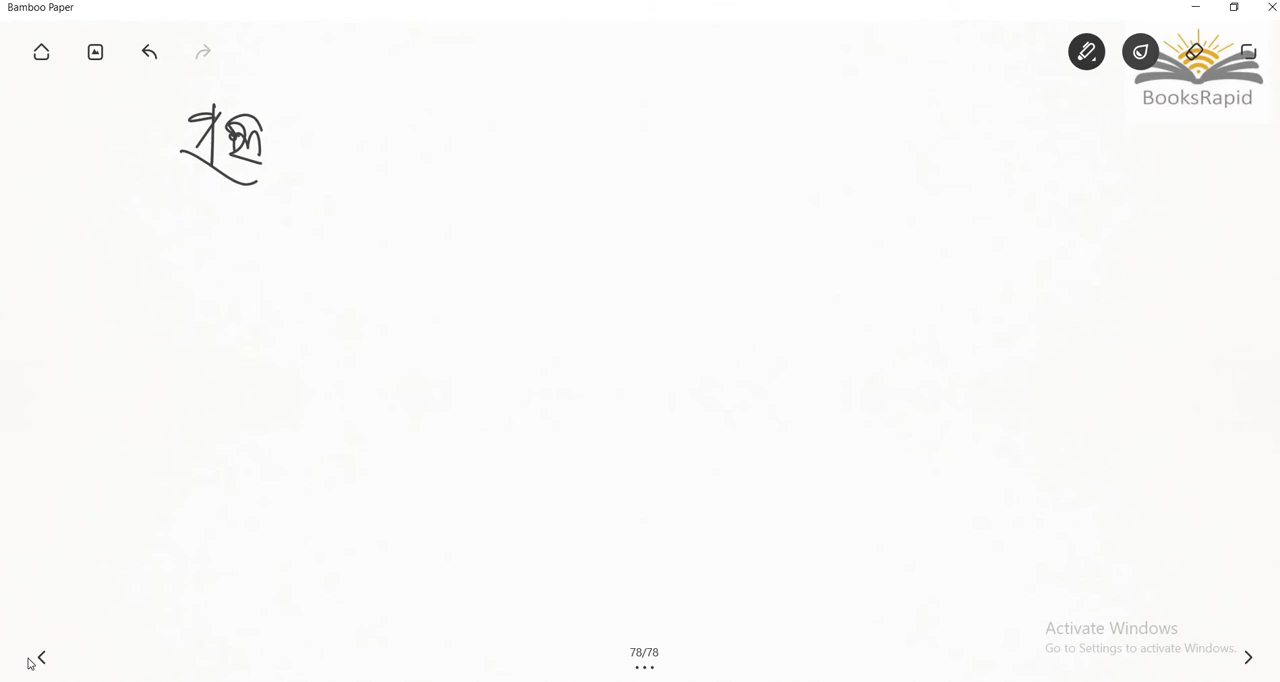 Bamboo Paper
BooksRapid
78/78
Activate Windows
Go to Settings to activate Windows.